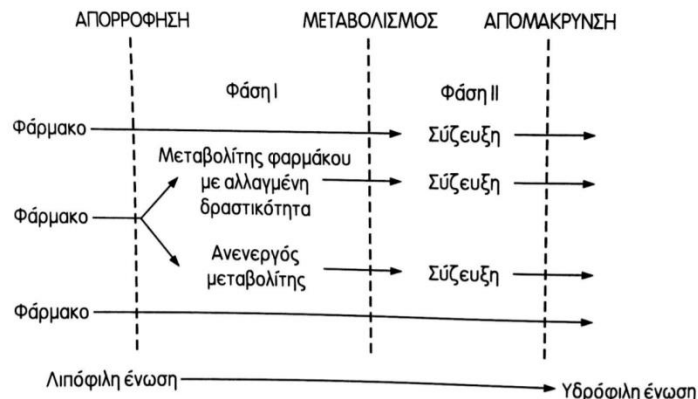 ΑΠΟΡΡΟΦΗΣΗ ΜΕΤΑΒΟΛΙΣΜΟΣ ΑΠΟΜΑΚΡΥΝΣΗ
Φάση Ι Φάση ΙΙ
Φάρμακο Σύζευξη
Μεταβολίτης φαρμάκου
με αλλαγμένη Σύζευξη
δραστικότητα
Φάρμακο
Ανενεργός
μεταβολίτης Σύζευξη
Φάρμακο
Λιπόφιλη ένωση Υδρόφιλη ένωση